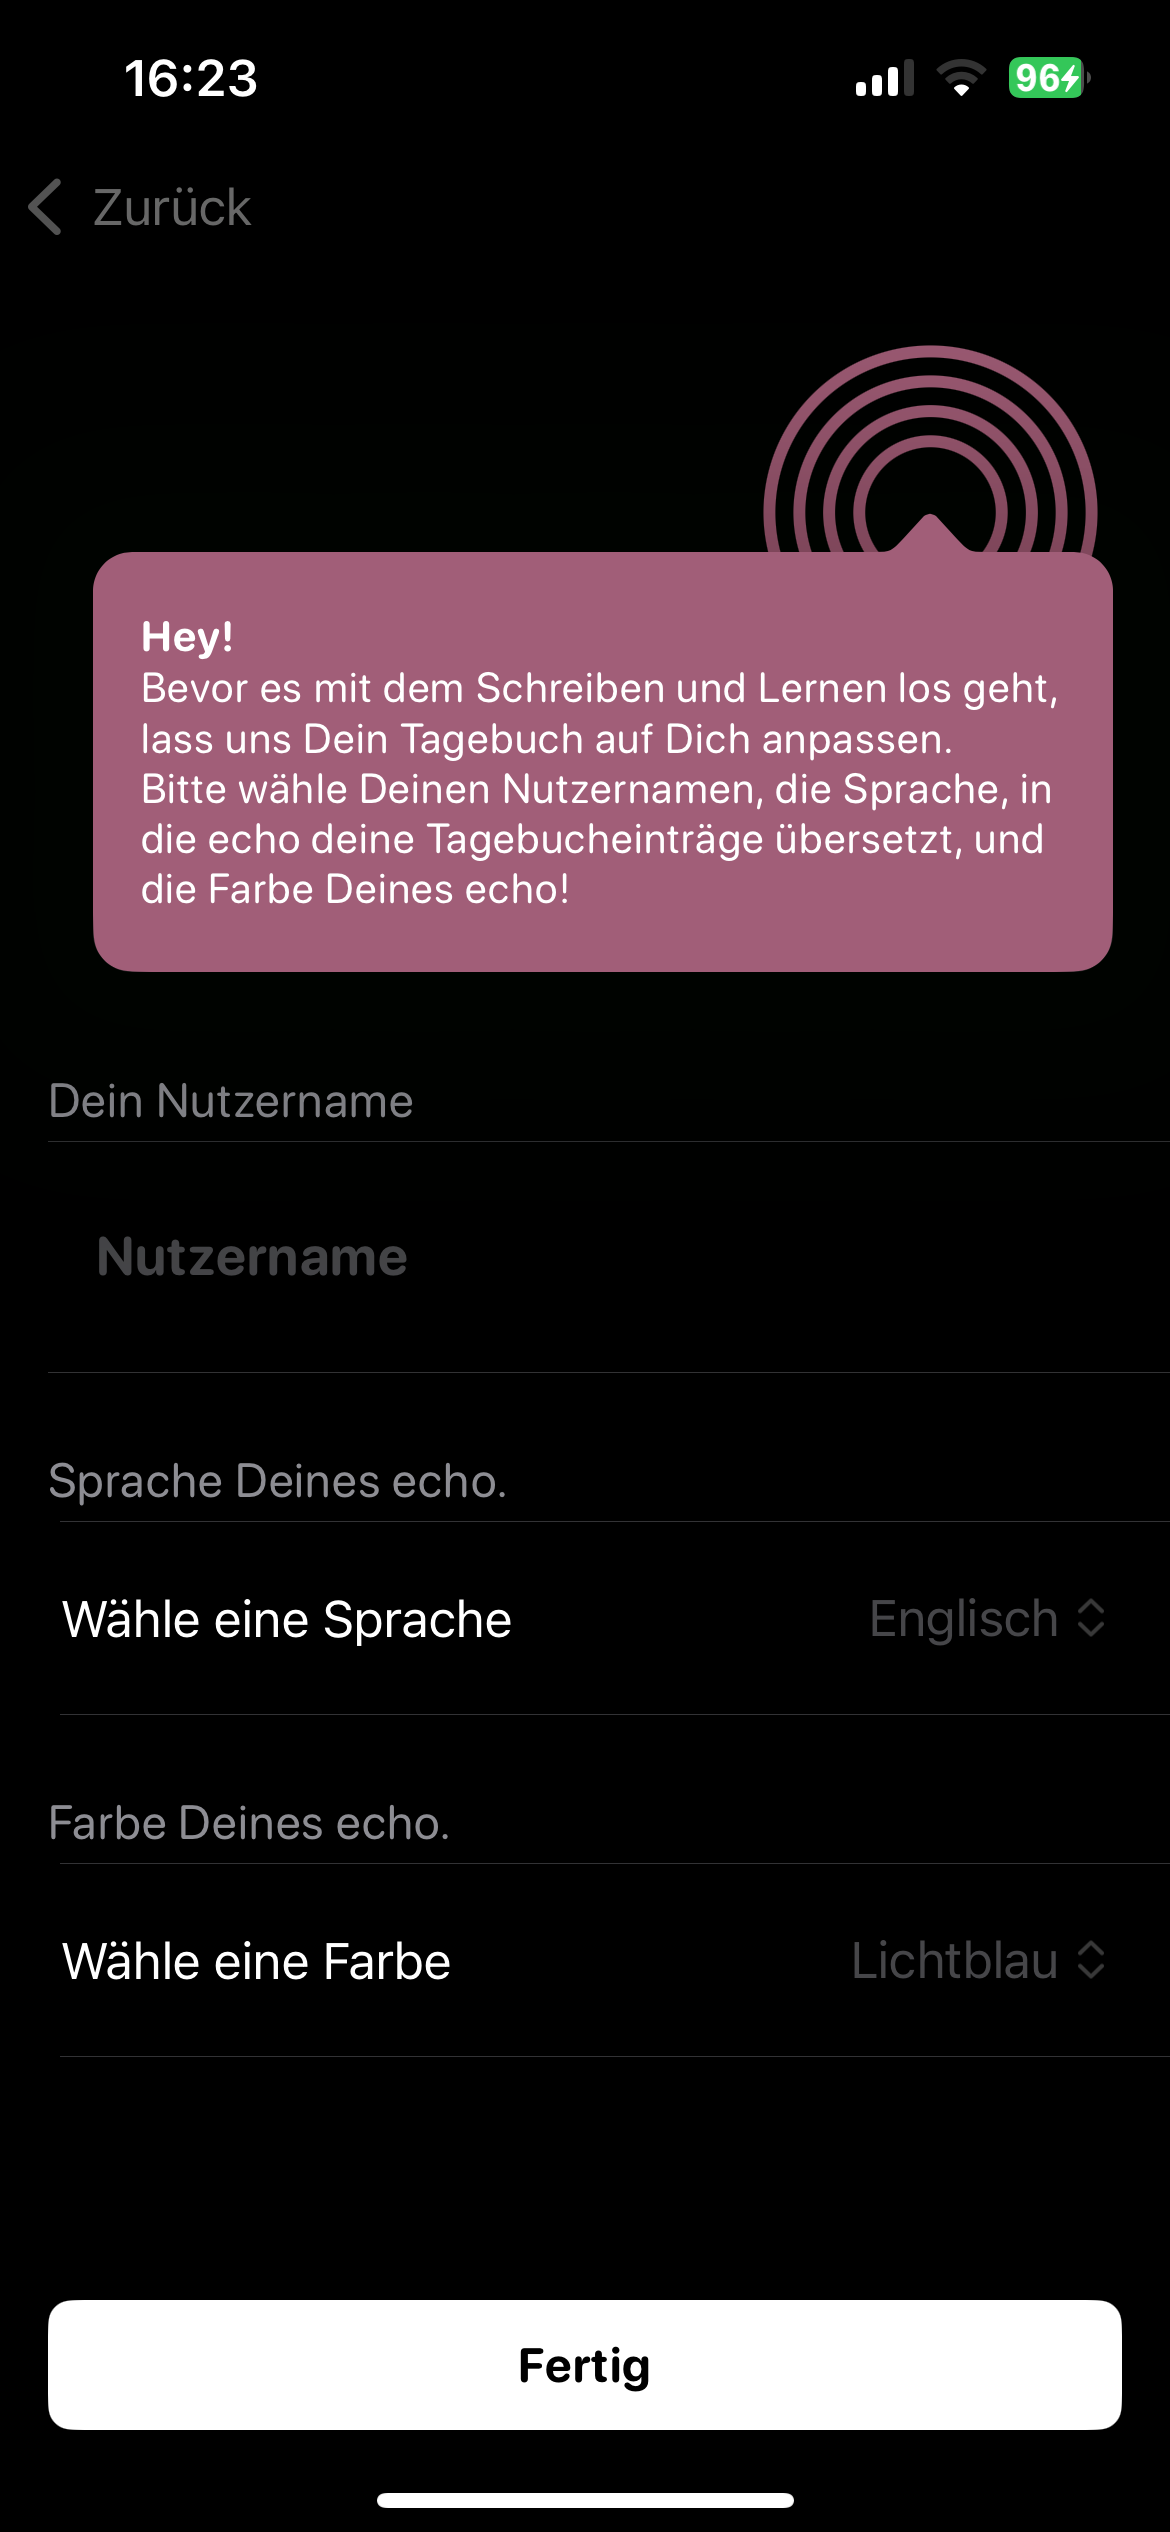 16:23
96
Zurück
Hey!
Bevor es mit dem Schreiben und Lernen los geht,
lass uns Dein Tagebuch auf Dich anpassen.
Bitte wähle Deinen Nutzernamen, die Sprache, in
die echo deine Tagebucheinträge übersetzt, und
die Farbe Deines echo!
Dein Nutzername
Nutzername
Sprache Deines echo.
Wähle eine Sprache Englisch
Farbe Deines echo.
Wähle eine Farbe Lichtblau
Fertig